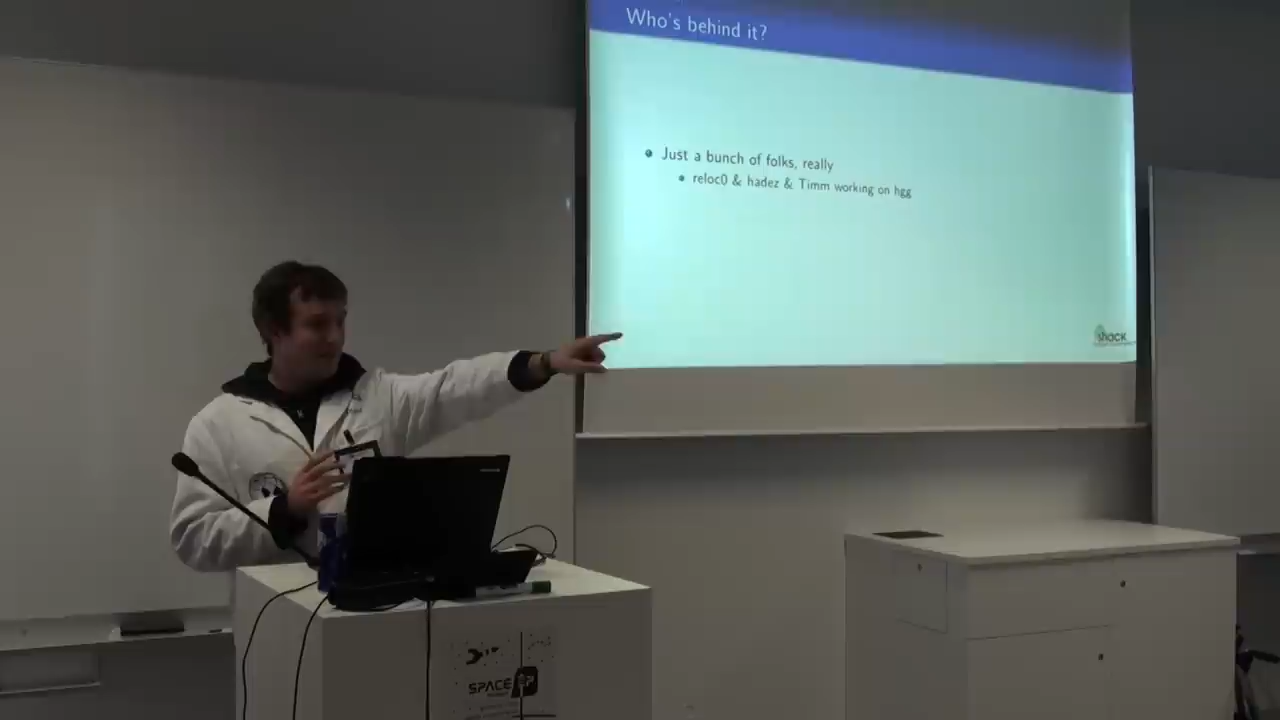 Who's behind it?
Just a bunch of folks, really
reloc0 & hadez & Timm working on hgg
shack
SPACE